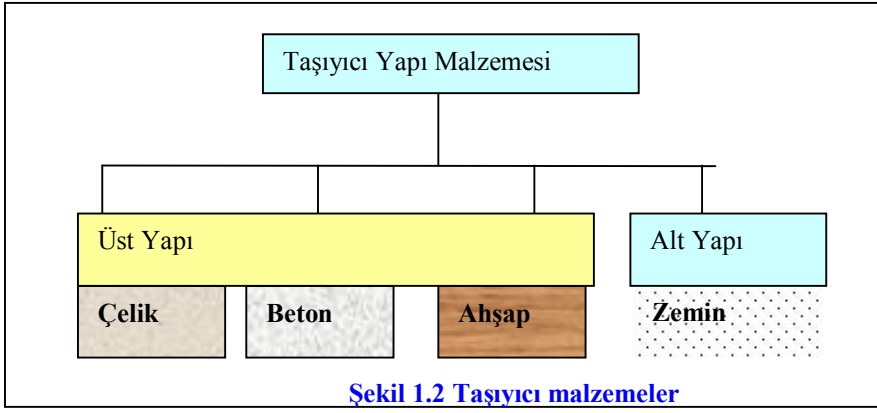 Taşıyıcı Yapı Malzemesi
Üst Yapı
Alt Yapı
Çelik
Beton
Ahşap
Zemin
Şekil 1.2 Taşıyıcı malzemeler